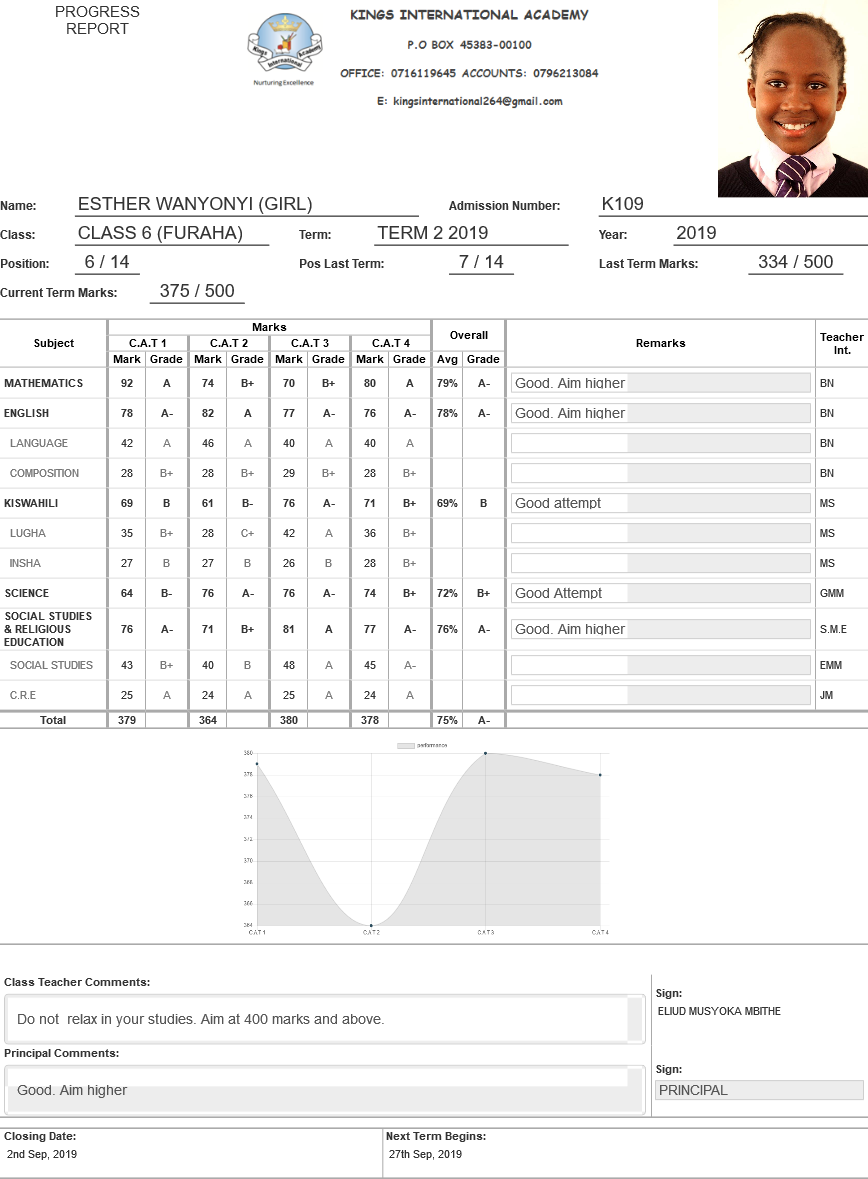 PROGRESS
REPORT
Kings International Academy
Nurturing Excellence
KINGS INTERNATIONAL ACADEMY
P.O BOX 45383-00100
OFFICE: 0716119645 ACCOUNTS: 0796213084
E: kingsinternational264@gmail.com
Name: ESTHER WANYONYI (GIRL) Admission Number: K109
Class: CLASS 6 (FURAHA) Term: TERM 2 2019 Year: 2019
Position: 6 / 14 Pos Last Term: 7 / 14 Last Term Marks: 334 / 500
Current Term Marks: 375 / 500
Subject Marks Overall Remarks Teacher Int.
C.A.T 1 C.A.T 2 C.A.T 3 C.A.T 4
Mark Grade Mark Grade Mark Grade Mark Grade Avg Grade
MATHEMATICS 92 A 74 B+ 70 B+ 80 A 79% A- Good. Aim higher BN
ENGLISH 78 A- 82 A 77 A- 76 A- 78% A- Good. Aim higher BN
LANGUAGE 42 A 46 A 40 A 40 A BN
COMPOSITION 28 B+ 28 B+ 29 B+ 28 B+ BN
KISWAHILI 69 B 61 B- 76 A- 71 B+ 69% B Good attempt MS
LUGHA 35 B+ 28 C+ 42 A 36 B+ MS
INSHA 27 B 27 B 26 B 28 B+ MS
SCIENCE 64 B- 76 A- 76 A- 74 B+ 72% B+ Good Attempt GMM
SOCIAL STUDIES
& RELIGIOUS
EDUCATION 76 A- 71 B+ 81 A 77 A- 76% A- Good. Aim higher S.M.E
SOCIAL STUDIES 43 B+ 40 B 48 A 45 A- EMM
C.R.E 25 A 24 A 25 A 24 A JM
Total 379 364 380 378 75% A-
performance
380
378
376
374
372
370
368
366
364
C.A.T 1 C.A.T 2 C.A.T 3 C.A.T 4
Class Teacher Comments:
Do not relax in your studies. Aim at 400 marks and above.
Sign:
ELIUD MUSYOKA MBITHE
Principal Comments:
Good. Aim higher
Sign:
PRINCIPAL
Closing Date: Next Term Begins:
2nd Sep, 2019 27th Sep, 2019